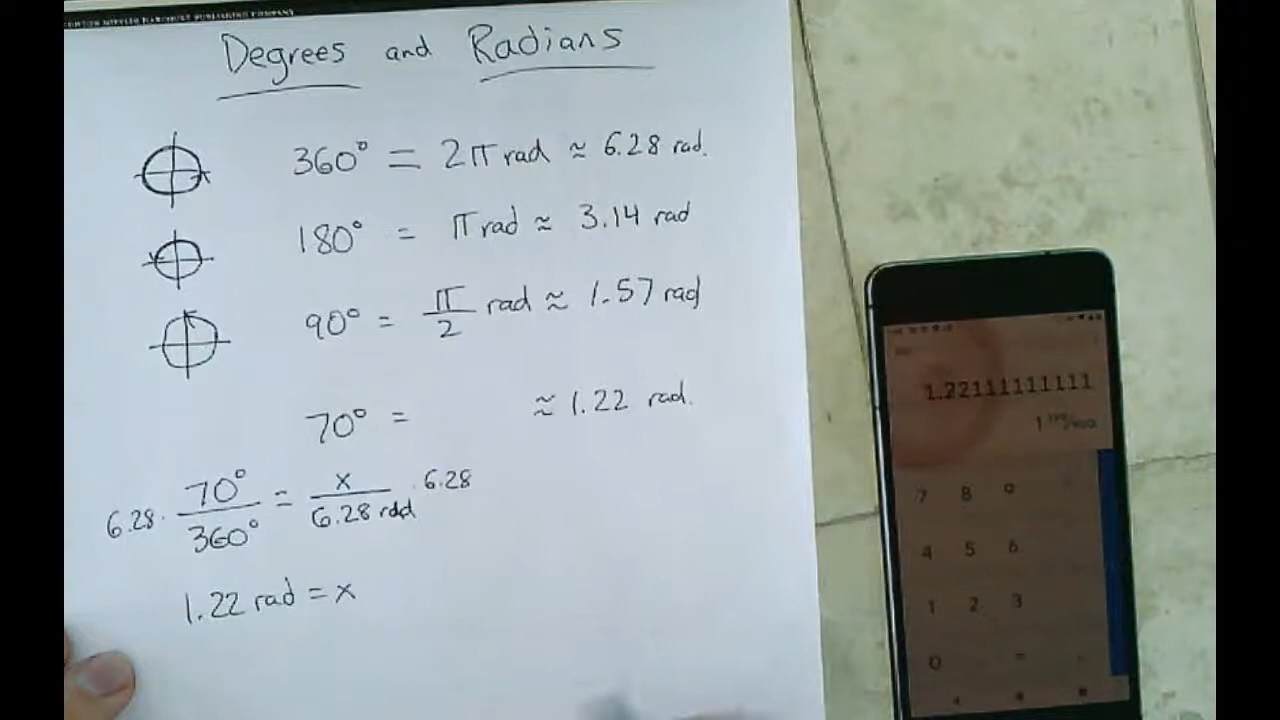 Degrees and Radians
360° = 2π rad ≈ 6.28 rad.
180° = π rad ≈ 3.14 rad
90° = π/2 rad ≈ 1.57 rad
70° = ≈ 1.22 rad.
6.28 · 70°/360° = x/6.28 rad · 6.28
1.22 rad = x
1.22111111111
7 8 9
4 5 6
1 2 3
0 . =